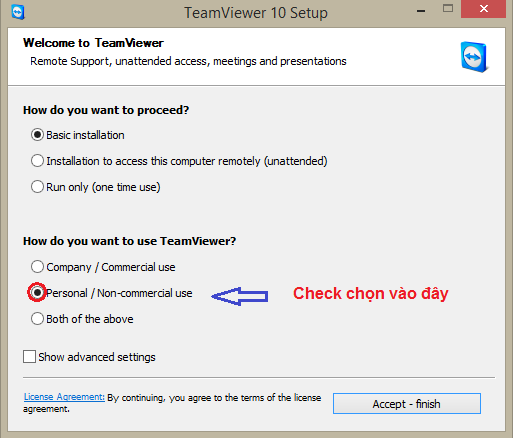 TeamViewer 10 Setup
Welcome to TeamViewer
Remote Support, unattended access, meetings and presentations
How do you want to proceed?
Basic installation
Installation to access this computer remotely (unattended)
Run only (one time use)
How do you want to use TeamViewer?
Company / Commercial use
Personal / Non-commercial use
Check chọn vào đây
Both of the above
Show advanced settings
License Agreement: By continuing, you agree to the terms of the license
agreement.
Accept - finish